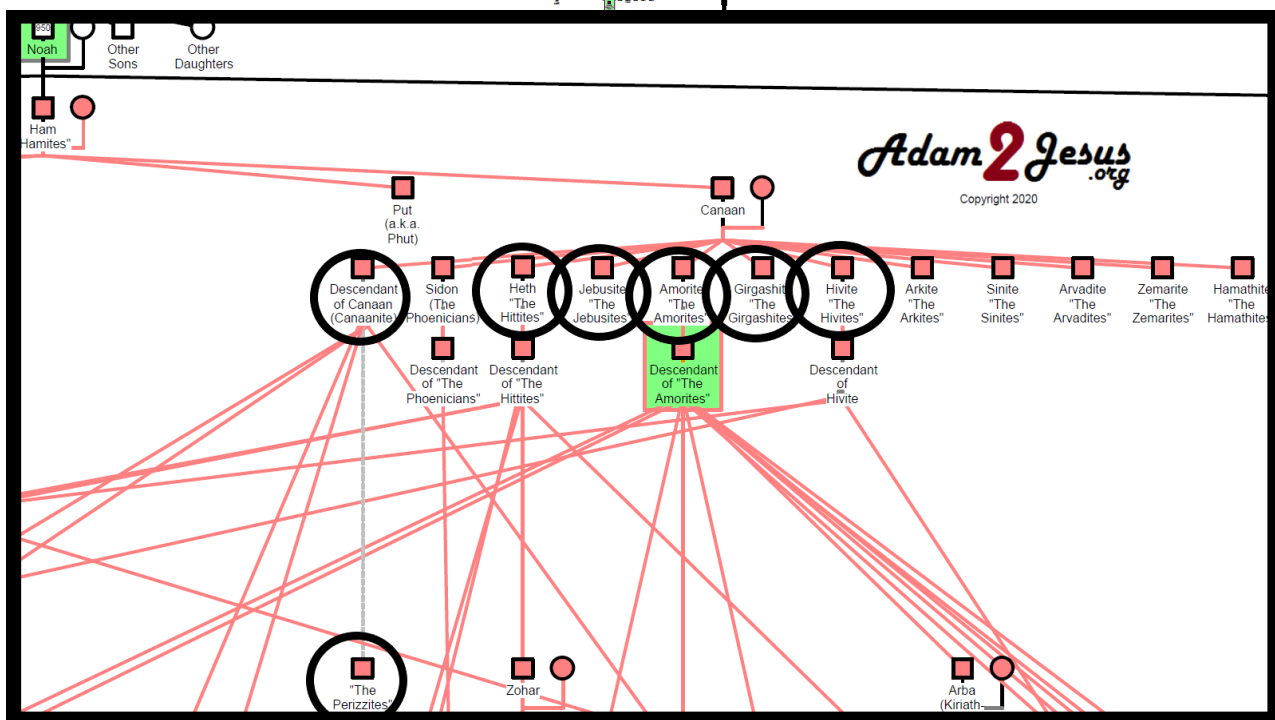 950
Noah
Other
Sons
Other
Daughters
Ham
Hamites"
Adam2Jesus
.org
Copyright 2020
Put
(a.k.a.
Phut)
Canaan
Descendant
of Canaan
(Canaanite)
Sidon
(The
Phoenicians)
Heth
"The
Hittites"
Jebusite
"The
Jebusites"
Amorite
"The
Amorites"
Girgashite
"The
Girgashites"
Hivite
"The
Hivites"
Arkite
"The
Arkites"
Sinite
"The
Sinites"
Arvadite
"The
Arvadites"
Zemarite
"The
Zemarites"
Hamathite
"The
Hamathites
Descendant
of "The
Phoenicians"
Descendant
of "The
Hittites"
Descendant
of "The
Amorites"
Descendant
of
Hivite
"The
Perizzites"
Zohar
Arba
(Kiriath-